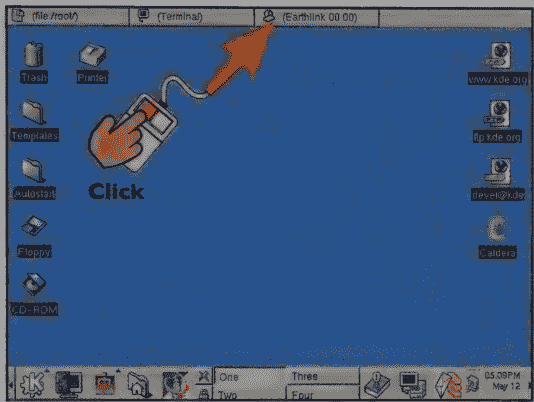 (file:/root/)
(Terminal)
(Earthlink 00:00)
Trash
Printer
www.kde.org
Templates
ftp.kde.org
Click
Autostart
devel@kde
Floppy
Caldera
CD-ROM
One
Three
Two
Four
05:09PM
May 12